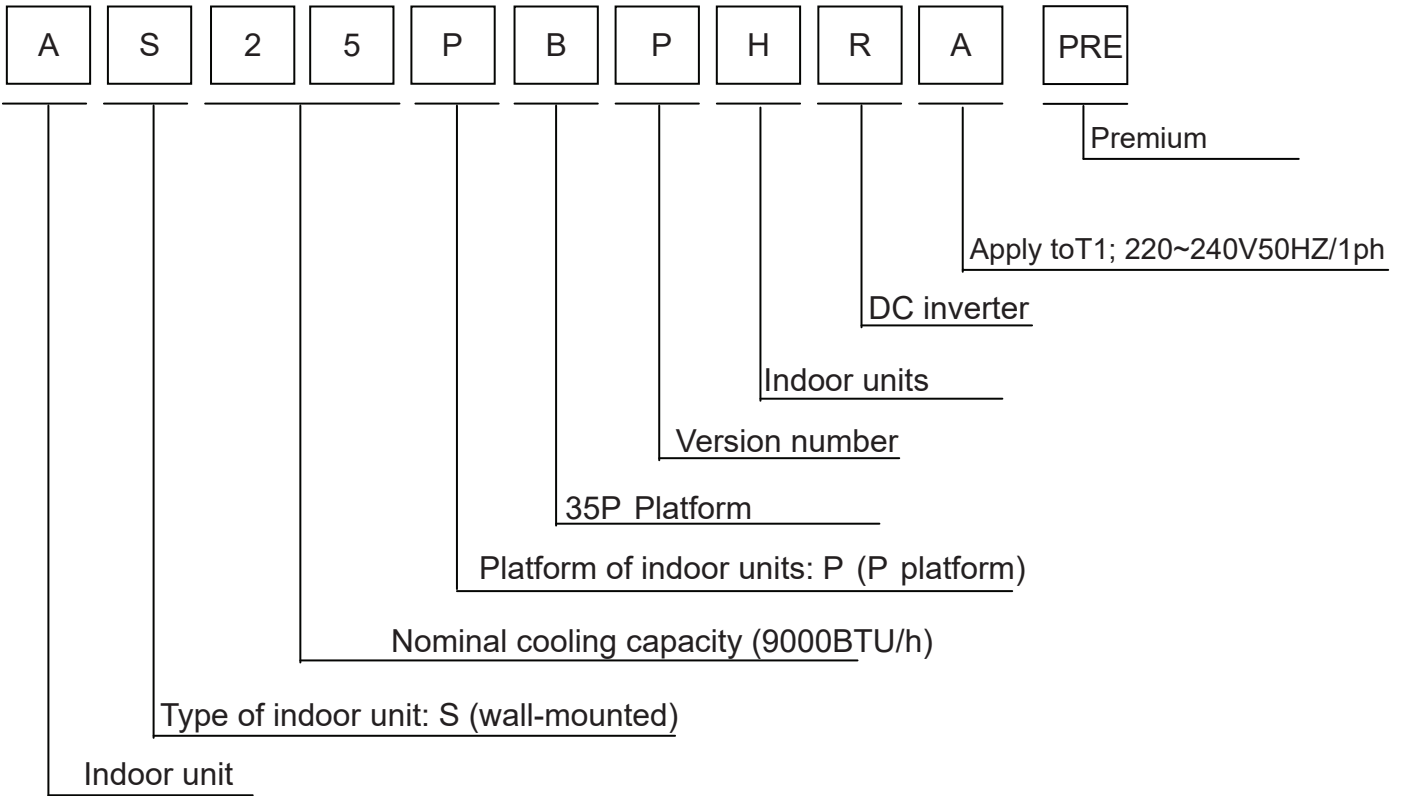 A S 2 5 P B P H R A PRE
Premium
Apply toT1; 220~240V50HZ/1ph
DC inverter
Indoor units
Version number
35P Platform
Platform of indoor units: P (P platform)
Nominal cooling capacity (9000BTU/h)
Type of indoor unit: S (wall-mounted)
Indoor unit